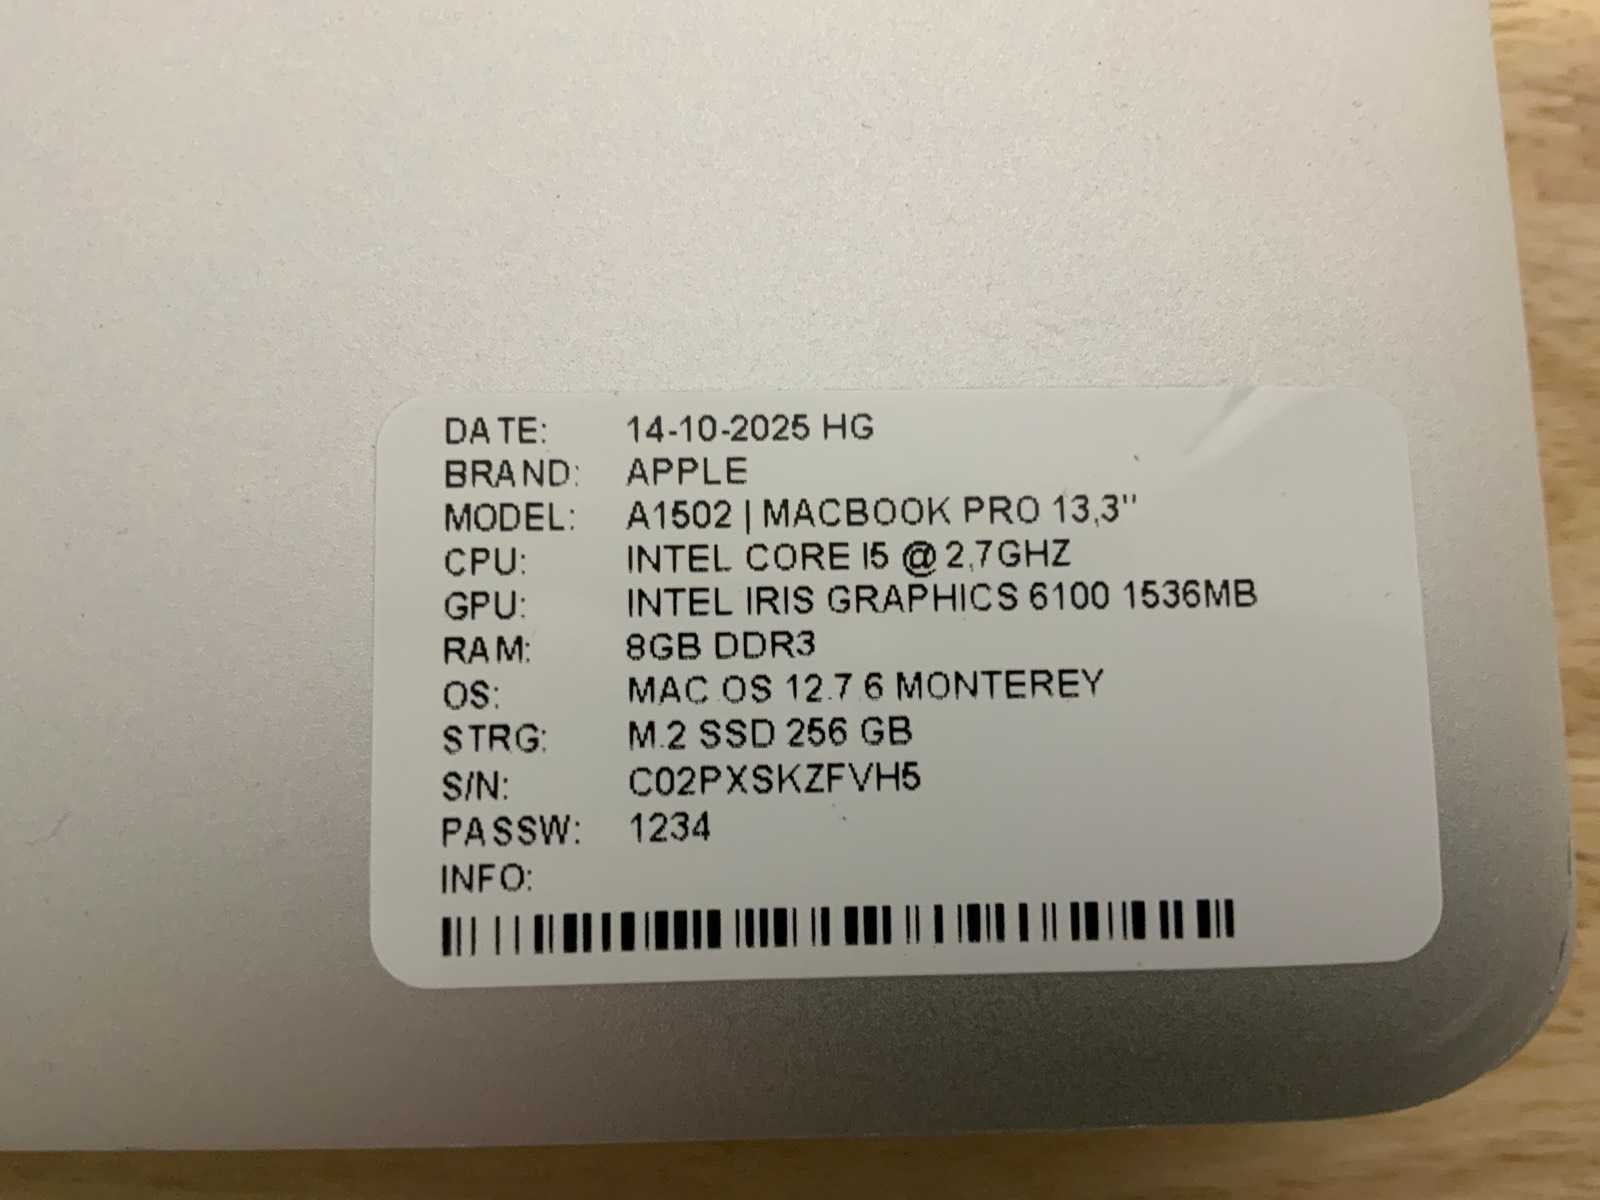 DATE: 14-10-2025 HG
BRAND: APPLE
MODEL: A1502 | MACBOOK PRO 13,3"
CPU: INTEL CORE I5 @ 2,7GHZ
GPU: INTEL IRIS GRAPHICS 6100 1536MB
RAM: 8GB DDR3
OS: MAC OS 12.7.6 MONTEREY
STRG: M.2 SSD 256 GB
S/N: C02PXSKZFVH5
PASSW: 1234
INFO: